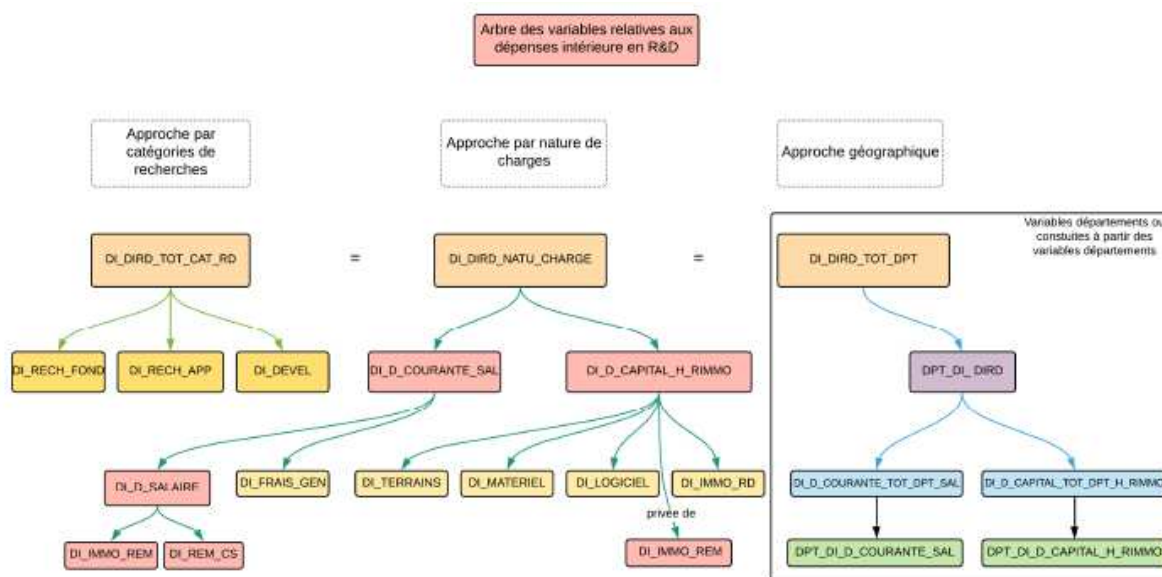 Arbre des variables relatives aux
dépenses intérieure en R&D
Approche par
catégories de
recherches
Approche par nature de
charges
Approche géographique
Variables départements ou
constuites à partir des
variables départements
DI_DIRD_TOT_CAT_RD
=
DI_DIRD_NATU_CHARGE
=
DI_DIRD_TOT_DPT
DI_RECH_FOND
DI_RECH_APP
DI_DEVEL
DI_D_COURANTE_SAL
DI_D_CAPITAL_H_RIMMO
DPT_DI_ DIRD
DI_D_SALAIRE
DI_FRAIS_GEN
DI_TERRAINS
DI_MATERIEL
DI_LOGICIEL
DI_IMMO_RD
DI_D_COURANTE_TOT_DPT_SAL
DI_D_CAPITAL_TOT_DPT_H_RIMMO
privée de
DI_IMMO_REM
DI_REM_CS
DI_IMMO_REM
DPT_DI_D_COURANTE_SAL
DPT_DI_D_CAPITAL_H_RIMMO